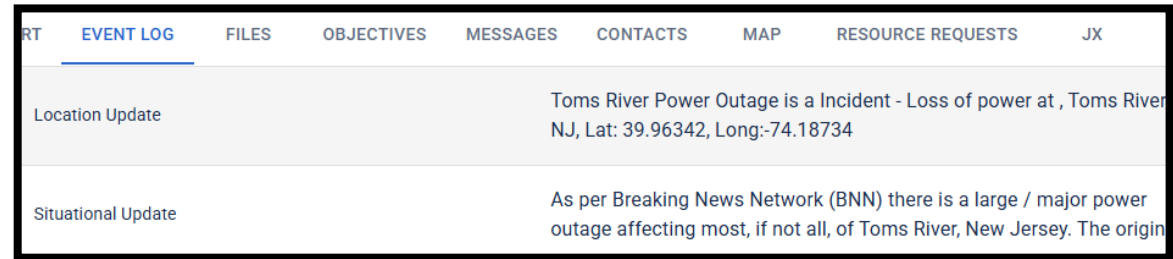 RT EVENT LOG FILES OBJECTIVES MESSAGES CONTACTS MAP RESOURCE REQUESTS JX
Location Update
Toms River Power Outage is a Incident - Loss of power at , Toms River
NJ, Lat: 39.96342, Long:-74.18734
Situational Update
As per Breaking News Network (BNN) there is a large / major power
outage affecting most, if not all, of Toms River, New Jersey. The origin